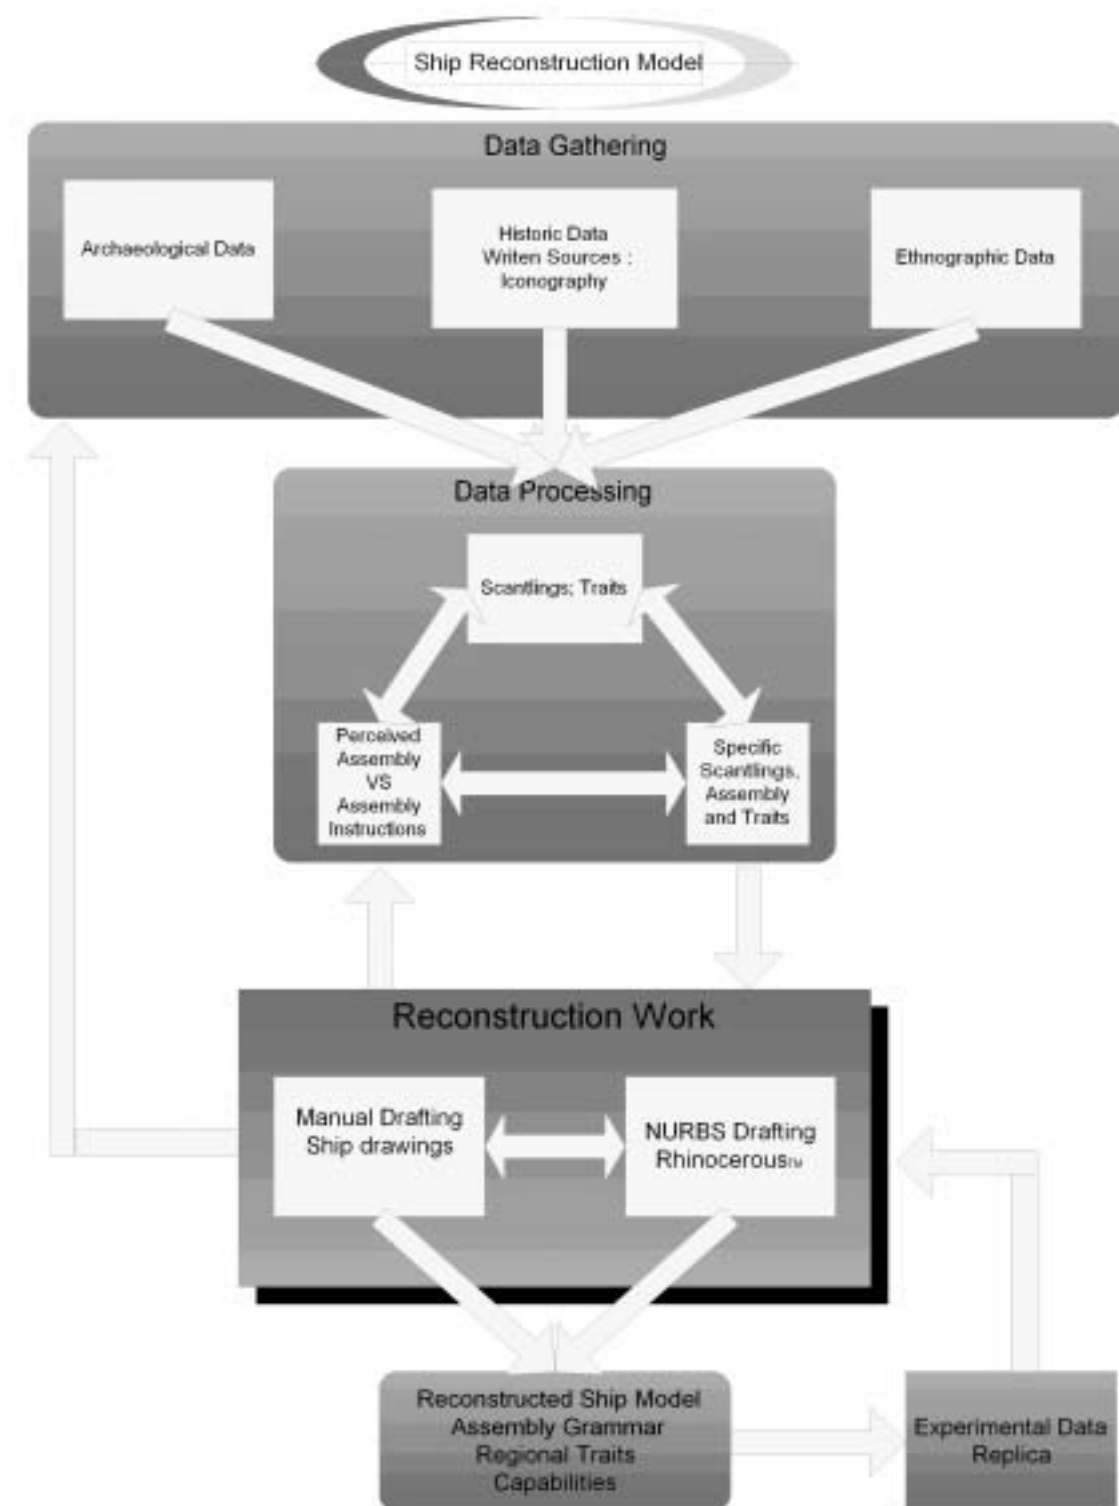 Ship Reconstruction Model
Data Gathering
Archaeological Data
Historic Data
Writen Sources :
Iconography
Ethnographic Data
Data Processing
Scantlings; Traits
Perceived
Assembly
VS
Assembly
Instructions
Specific
Scantlings,
Assembly
and Traits
Reconstruction Work
Manual Drafting
Ship drawings
NURBS Drafting
Rhinocerous™
Reconstructed Ship Model
Assembly Grammar
Regional Traits
Capabilities
Experimental Data
Replica